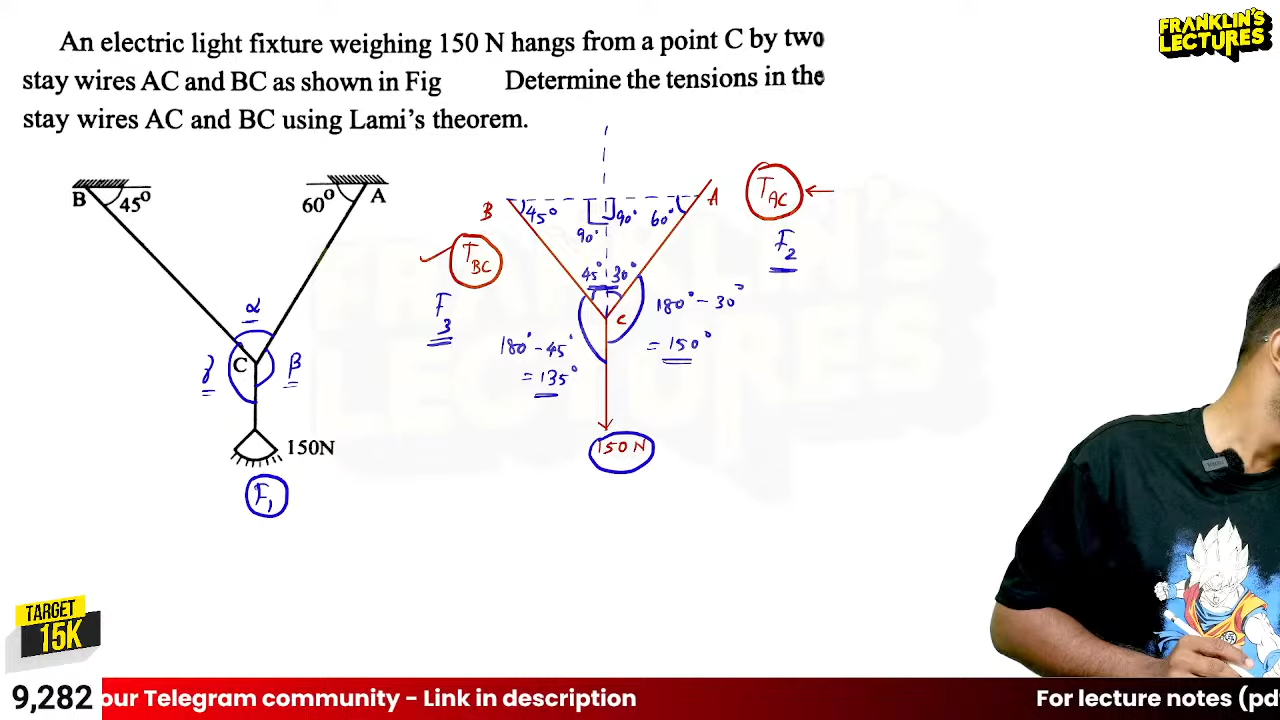 An electric light fixture weighing 150 N hangs from a point C by two
stay wires AC and BC as shown in Fig Determine the tensions in the
stay wires AC and BC using Lami's theorem.
FRANKLIN'S
LECTURES
B
45°
60°
A
α
γ
C
β
150N
F1
B
45°
90°
90°
60°
A
TAC
F2
TBC
F3
45°
30°
C
180° - 30°
= 150°
180° - 45°
= 135°
150 N
FRANKLIN'S
LECTURES
TARGET
15K
9,282
our Telegram community - Link in description
For lecture notes (pd